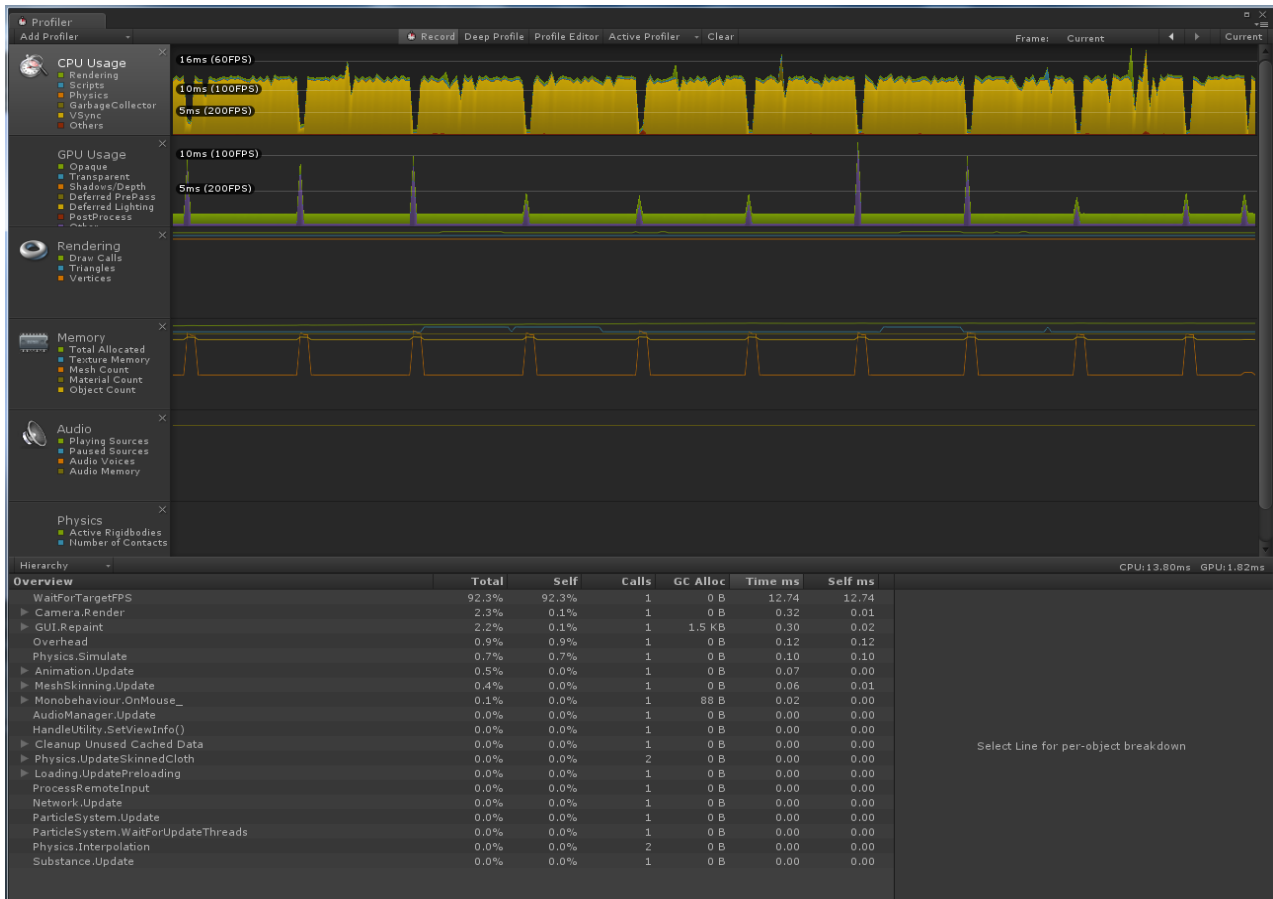 Profiler
Add Profiler
Record Deep Profile Profile Editor Active Profiler Clear Frame: Current Current
CPU Usage
Rendering
Scripts
Physics
GarbageCollector
VSync
Others
16ms (60FPS)
10ms (100FPS)
5ms (200FPS)
GPU Usage
Opaque
Transparent
Shadows/Depth
Deferred PrePass
Deferred Lighting
PostProcess
Other
10ms (100FPS)
5ms (200FPS)
Rendering
Draw Calls
Triangles
Vertices
Memory
Total Allocated
Texture Memory
Mesh Count
Material Count
Object Count
Audio
Playing Sources
Paused Sources
Audio Voices
Audio Memory
Physics
Active Rigidbodies
Number of Contacts
Hierarchy CPU:13.80ms GPU:1.82ms
Overview Total Self Calls GC Alloc Time ms Self ms
WaitForTargetFPS 92.3% 92.3% 1 0 B 12.74 12.74
Camera.Render 2.3% 0.1% 1 0 B 0.32 0.01
GUI.Repaint 2.2% 0.1% 1 1.5 KB 0.30 0.02
Overhead 0.9% 0.9% 1 0 B 0.12 0.12
Physics.Simulate 0.7% 0.7% 1 0 B 0.10 0.10
Animation.Update 0.5% 0.0% 1 0 B 0.07 0.00
MeshSkinning.Update 0.4% 0.0% 1 0 B 0.06 0.01
Monobehaviour.OnMouse_ 0.1% 0.0% 1 88 B 0.02 0.00
AudioManager.Update 0.0% 0.0% 1 0 B 0.00 0.00
HandleUtility.SetViewInfo() 0.0% 0.0% 1 0 B 0.00 0.00
Cleanup Unused Cached Data 0.0% 0.0% 1 0 B 0.00 0.00
Physics.UpdateSkinnedCloth 0.0% 0.0% 2 0 B 0.00 0.00
Loading.UpdatePreloading 0.0% 0.0% 1 0 B 0.00 0.00
ProcessRemoteInput 0.0% 0.0% 1 0 B 0.00 0.00
Network.Update 0.0% 0.0% 1 0 B 0.00 0.00
ParticleSystem.Update 0.0% 0.0% 1 0 B 0.00 0.00
ParticleSystem.WaitForUpdateThreads 0.0% 0.0% 1 0 B 0.00 0.00
Physics.Interpolation 0.0% 0.0% 2 0 B 0.00 0.00
Substance.Update 0.0% 0.0% 1 0 B 0.00 0.00
Select Line for per-object breakdown